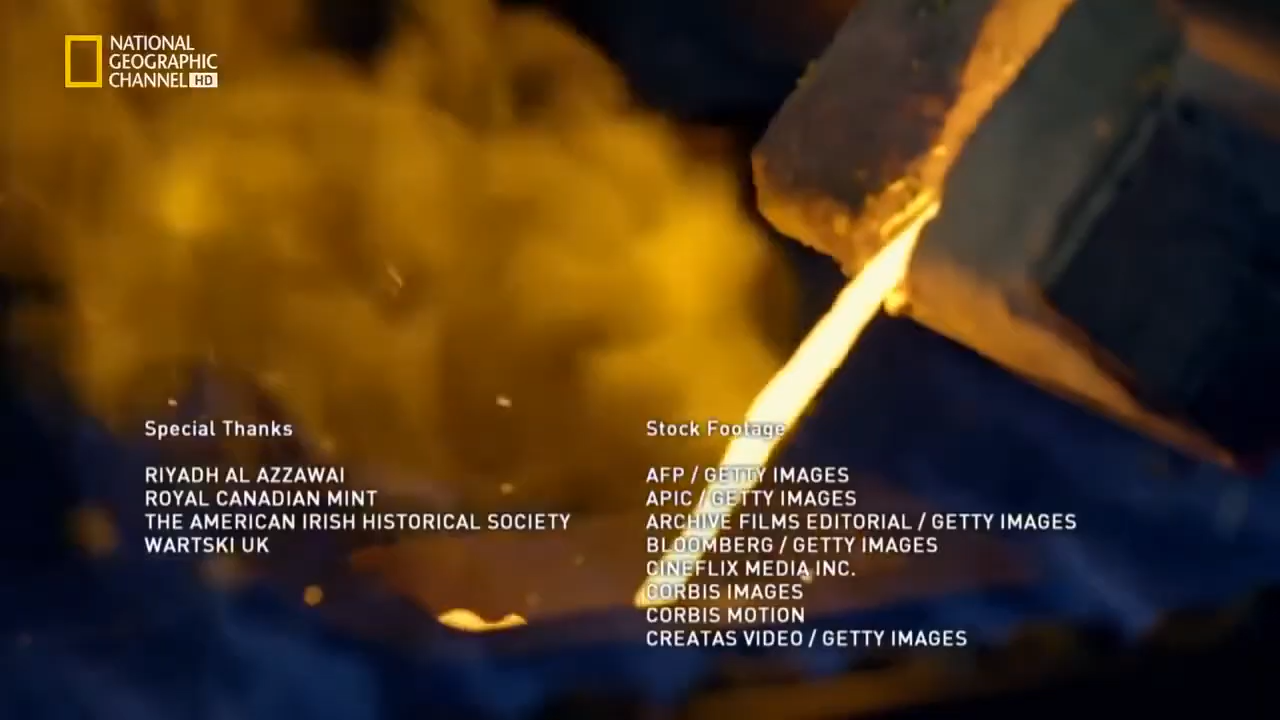 NATIONAL
GEOGRAPHIC
CHANNEL HD
Special Thanks
RIYADH AL AZZAWAI
ROYAL CANADIAN MINT
THE AMERICAN IRISH HISTORICAL SOCIETY
WARTSKI UK
Stock Footage
AFP / GETTY IMAGES
APIC / GETTY IMAGES
ARCHIVE FILMS EDITORIAL / GETTY IMAGES
BLOOMBERG / GETTY IMAGES
CINEFLIX MEDIA INC.
CORBIS IMAGES
CORBIS MOTION
CREATAS VIDEO / GETTY IMAGES